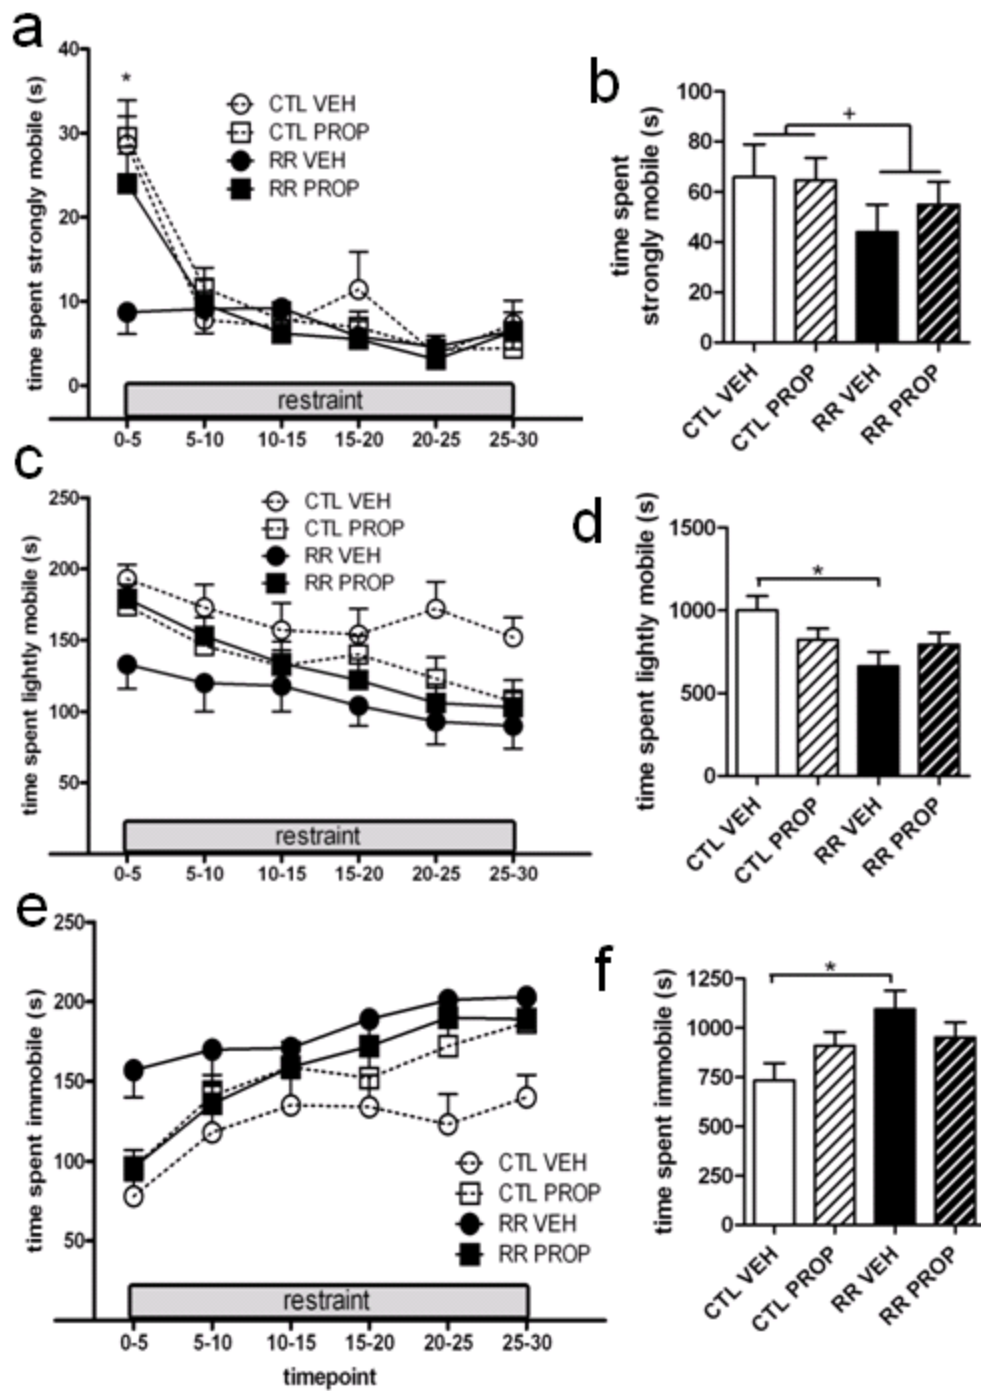 a
time spent strongly mobile (s)
40
30
20
10
0
*
CTL VEH
CTL PROP
RR VEH
RR PROP
restraint
0-5 5-10 10-15 15-20 20-25 25-30
b
time spent
strongly mobile (s)
100
80
60
40
20
0
+
CTL VEH
CTL PROP
RR VEH
RR PROP
c
time spent lightly mobile (s)
250
200
150
100
50
CTL VEH
CTL PROP
RR VEH
RR PROP
restraint
0-5 5-10 10-15 15-20 20-25 25-30
d
time spent lightly mobile (s)
1500
1000
500
0
*
CTL VEH
CTL PROP
RR VEH
RR PROP
e
time spent immobile (s)
250
200
150
100
50
CTL VEH
CTL PROP
RR VEH
RR PROP
restraint
0-5 5-10 10-15 15-20 20-25 25-30
timepoint
f
time spent immobile (s)
1250
1000
750
500
250
0
*
CTL VEH
CTL PROP
RR VEH
RR PROP